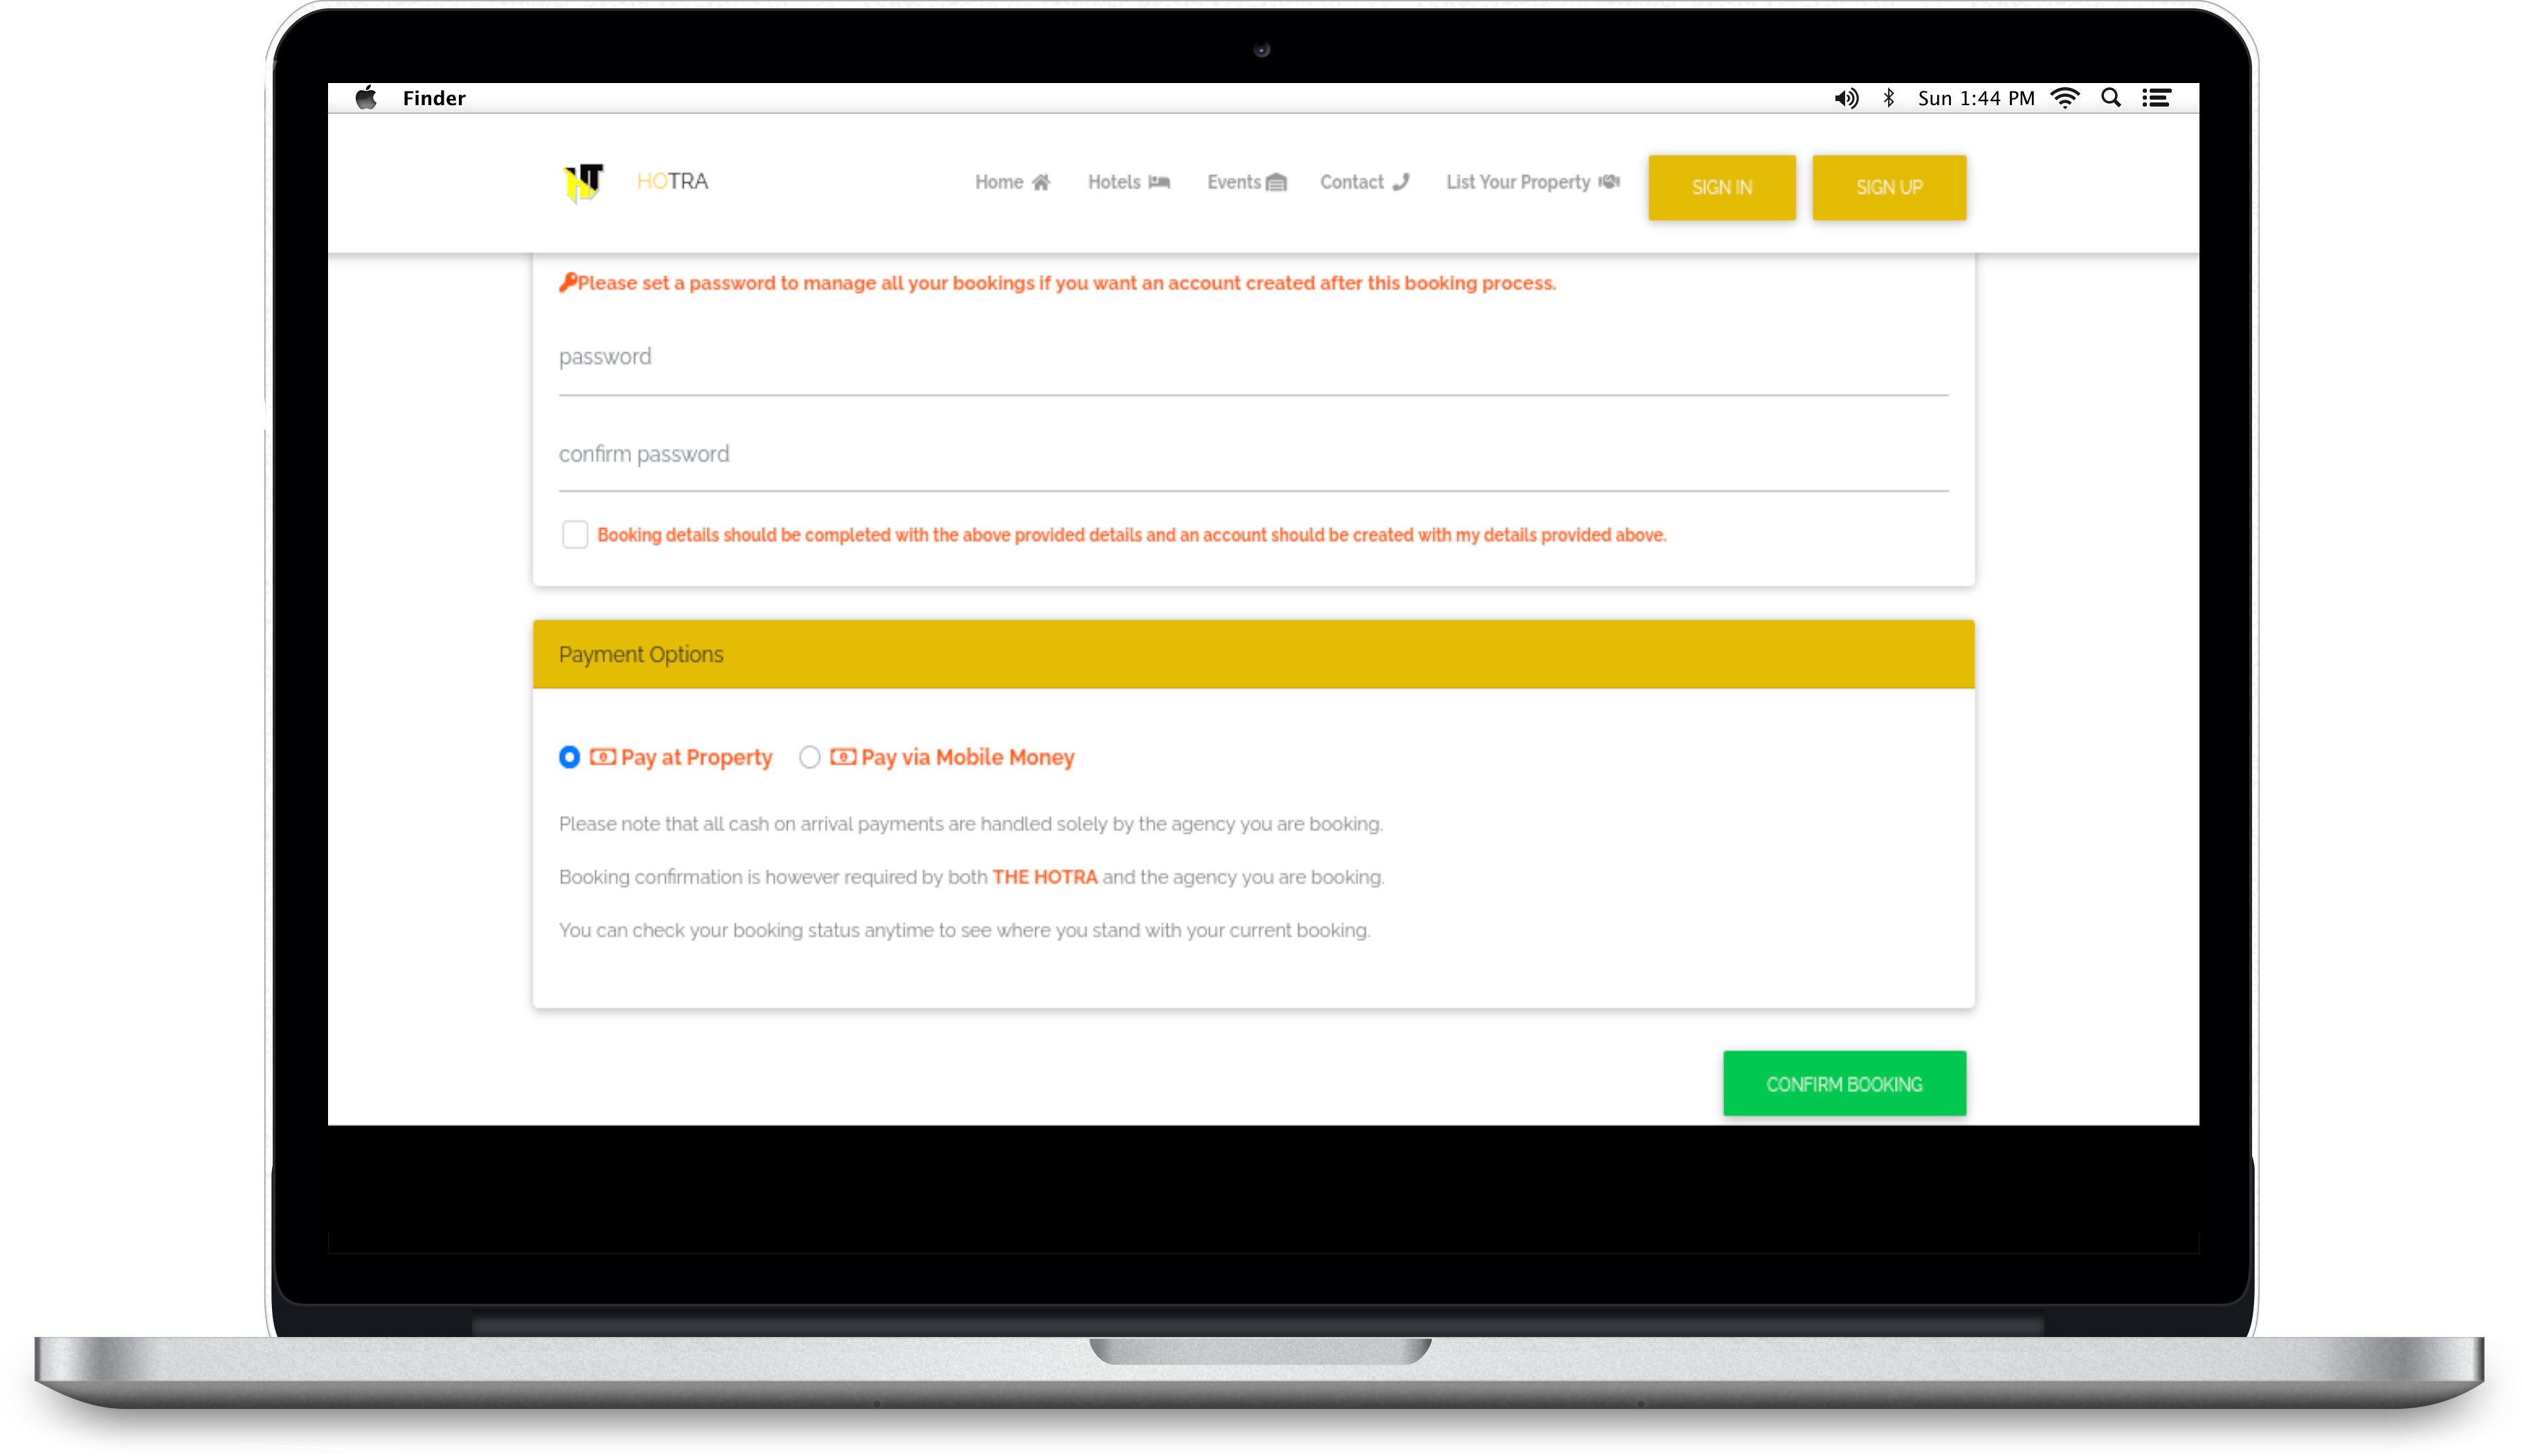 Finder
Sun 1:44 PM
HOTRA
Home
Hotels
Events
Contact
List Your Property
SIGN IN
SIGN UP
Please set a password to manage all your bookings if you want an account created after this booking process.
password
confirm password
Booking details should be completed with the above provided details and an account should be created with my details provided above.
Payment Options
Pay at Property
Pay via Mobile Money
Please note that all cash on arrival payments are handled solely by the agency you are booking.
Booking confirmation is however required by both THE HOTRA and the agency you are booking.
You can check your booking status anytime to see where you stand with your current booking.
CONFIRM BOOKING